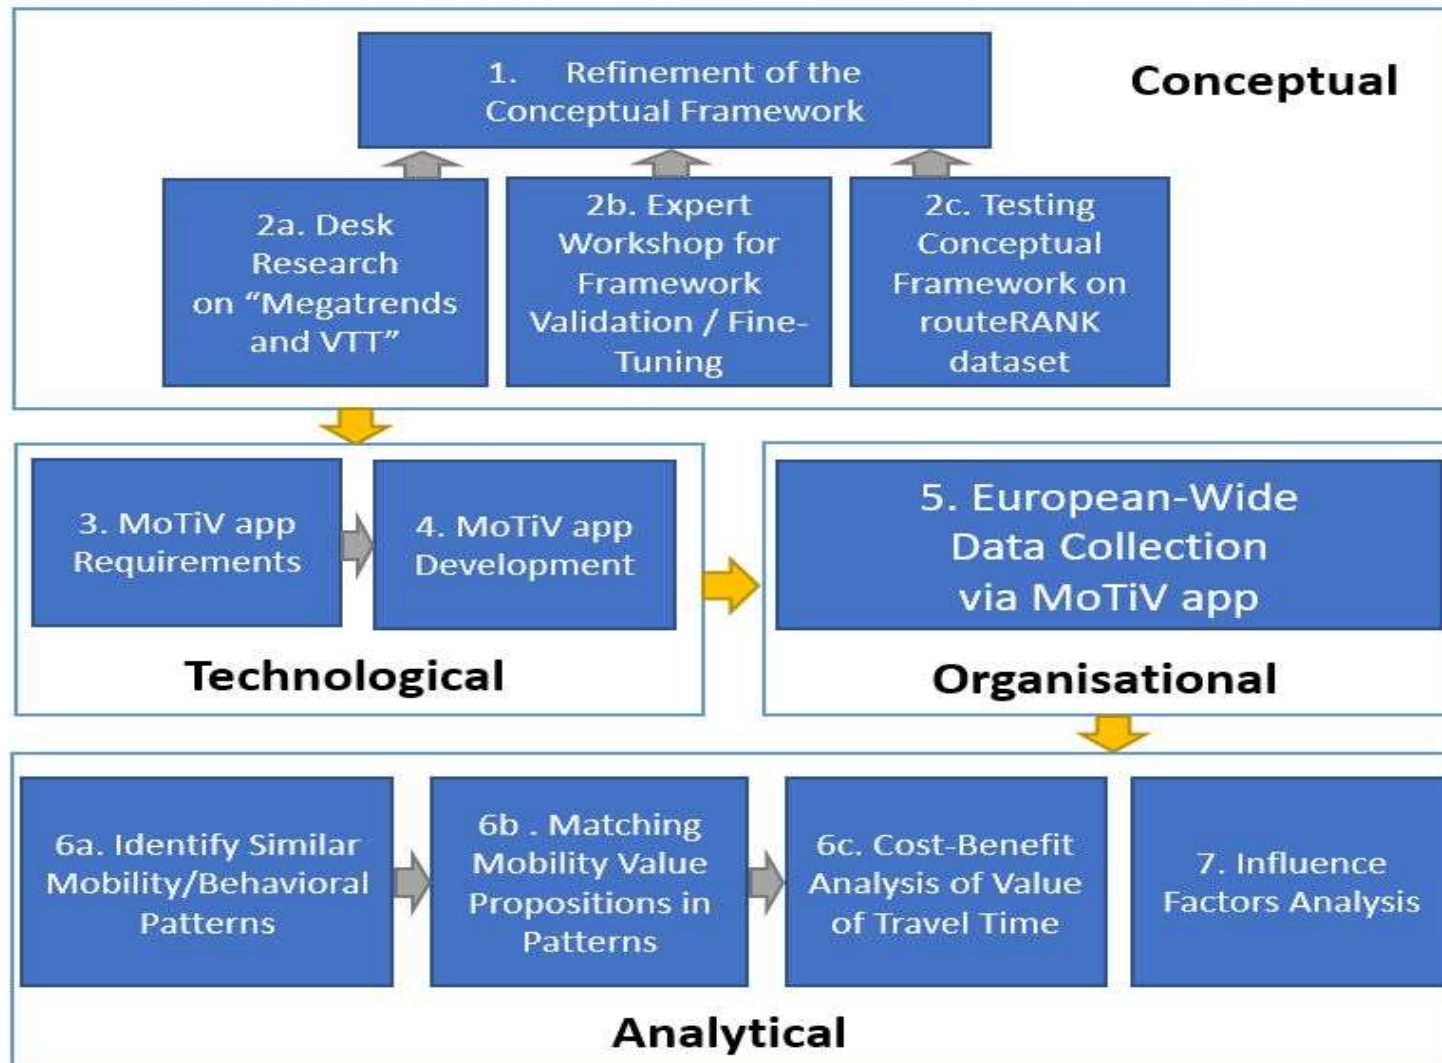 1. Refinement of the
Conceptual Framework
Conceptual
2a. Desk
Research
on “Megatrends
and VTT”
2b. Expert
Workshop for
Framework
Validation / Fine-
Tuning
2c. Testing
Conceptual
Framework on
routeRANK
dataset
3. MoTiV app
Requirements
4. MoTiV app
Development
Technological
5. European-Wide
Data Collection
via MoTiV app
Organisational
6a. Identify Similar
Mobility/Behavioral
Patterns
6b . Matching
Mobility Value
Propositions in
Patterns
6c. Cost-Benefit
Analysis of Value
of Travel Time
7. Influence
Factors Analysis
Analytical